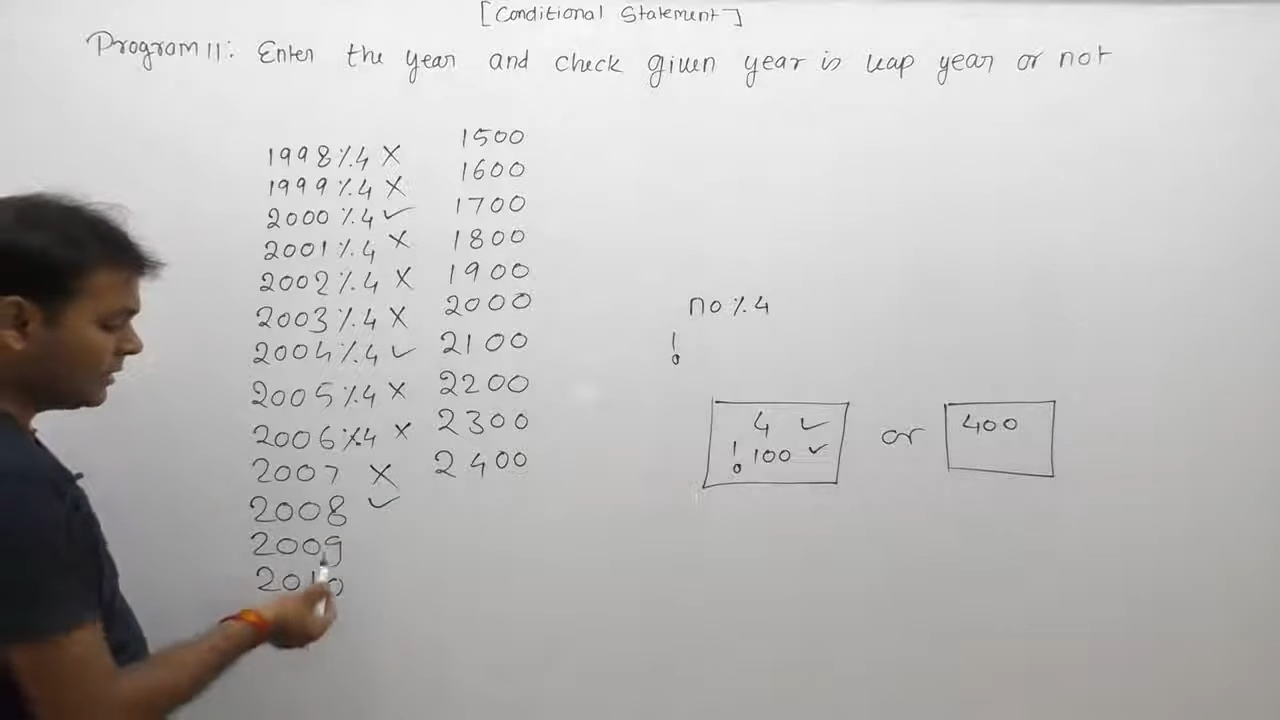 [Conditional Statement]
Program 11: Enter the year and check given year is leap year or not
1998 % 4 ✗
1999 % 4 ✗
2000 % 4 ✓
2001 % 4 ✗
2002 % 4 ✗
2003 % 4 ✗
2004 % 4 ✓
2005 % 4 ✗
2006 % 4 ✗
2007 ✗
2008 ✓
2009
2010
1500
1600
1700
1800
1900
2000
2100
2200
2300
2400
no % 4
!
4 ✓
! 100 ✓
or
400